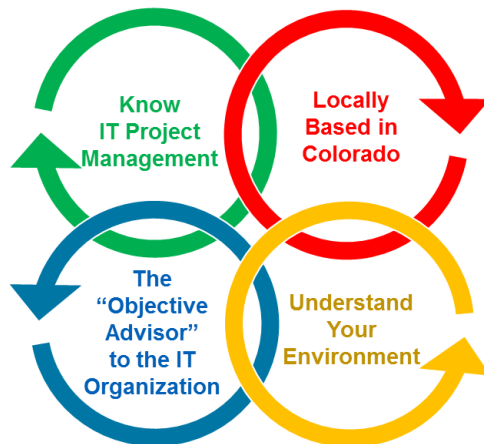 Know
IT Project
Management
Locally
Based in
Colorado
The
“Objective
Advisor”
to the IT
Organization
Understand
Your
Environment